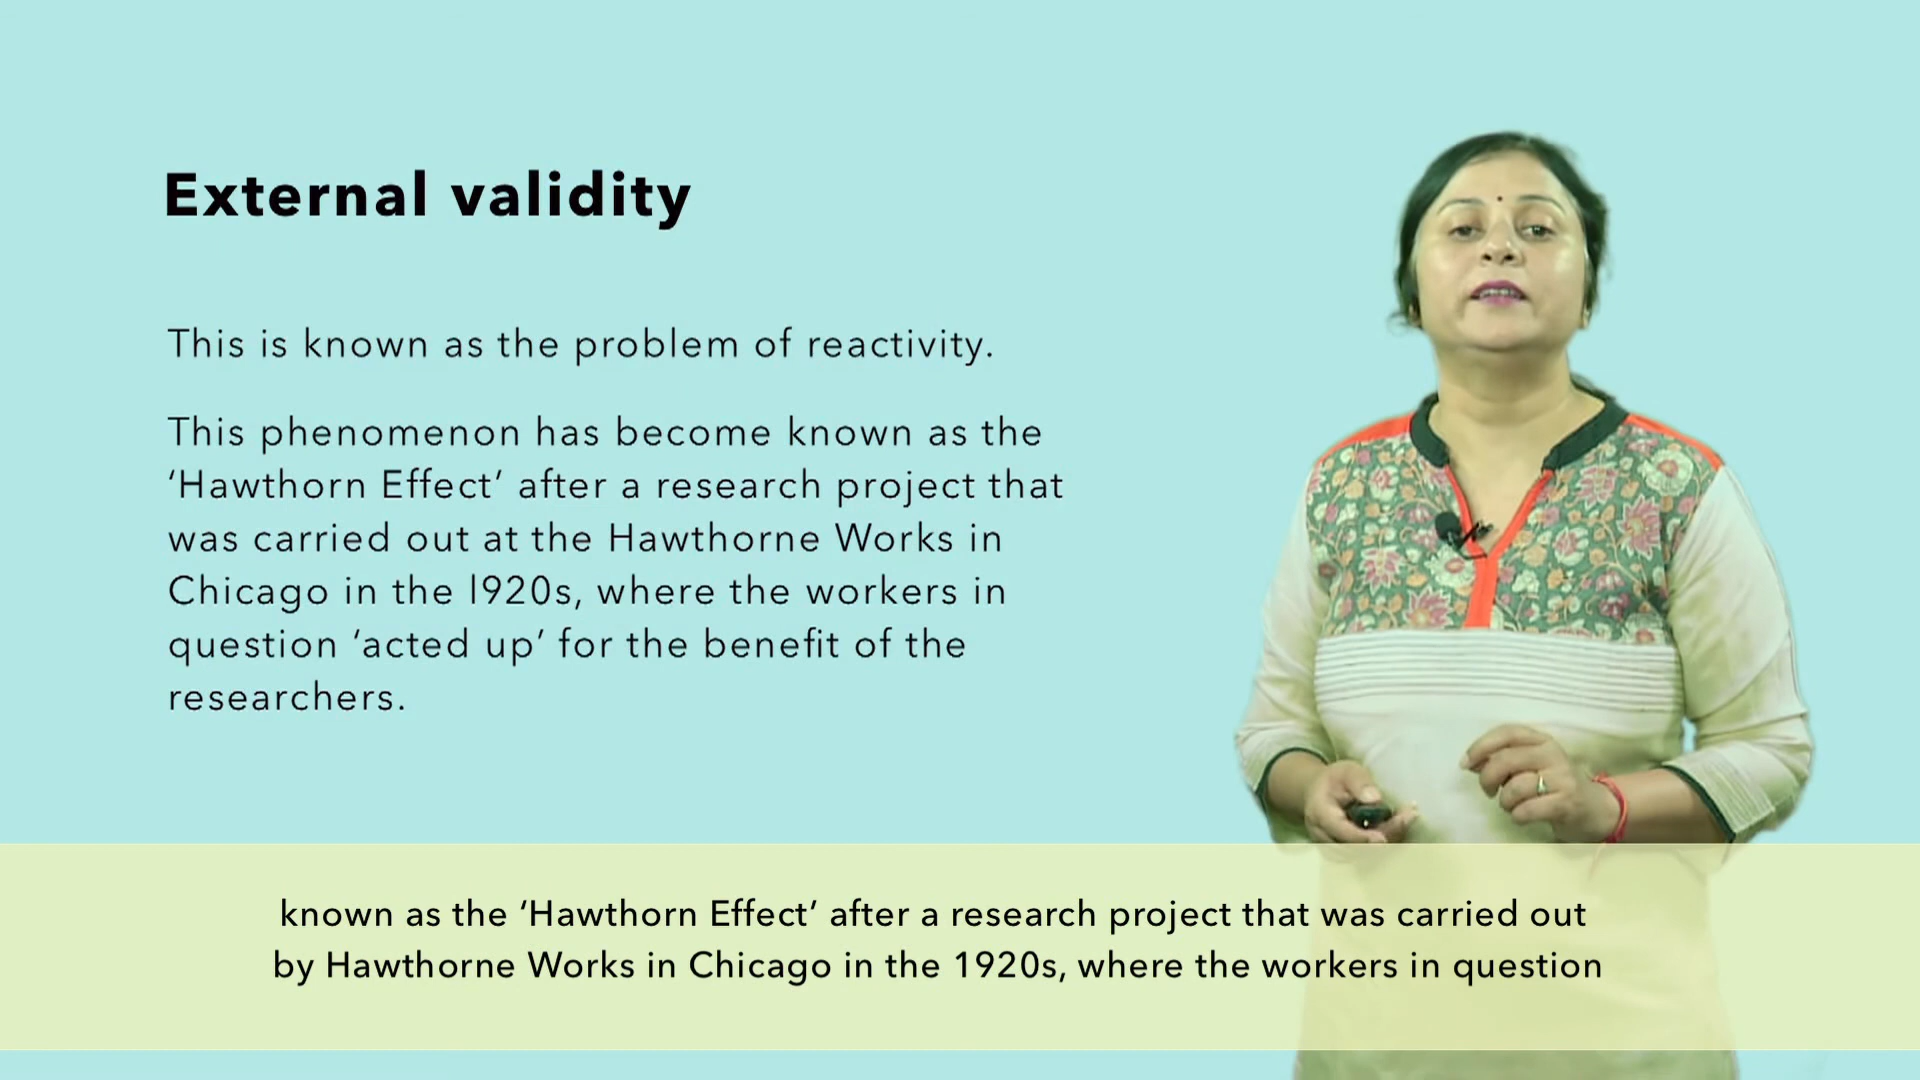 External validity
This is known as the problem of reactivity.
This phenomenon has become known as the
‘Hawthorn Effect’ after a research project that
was carried out at the Hawthorne Works in
Chicago in the l920s, where the workers in
question ‘acted up’ for the benefit of the
researchers.
known as the ‘Hawthorn Effect’ after a research project that was carried out
by Hawthorne Works in Chicago in the 1920s, where the workers in question